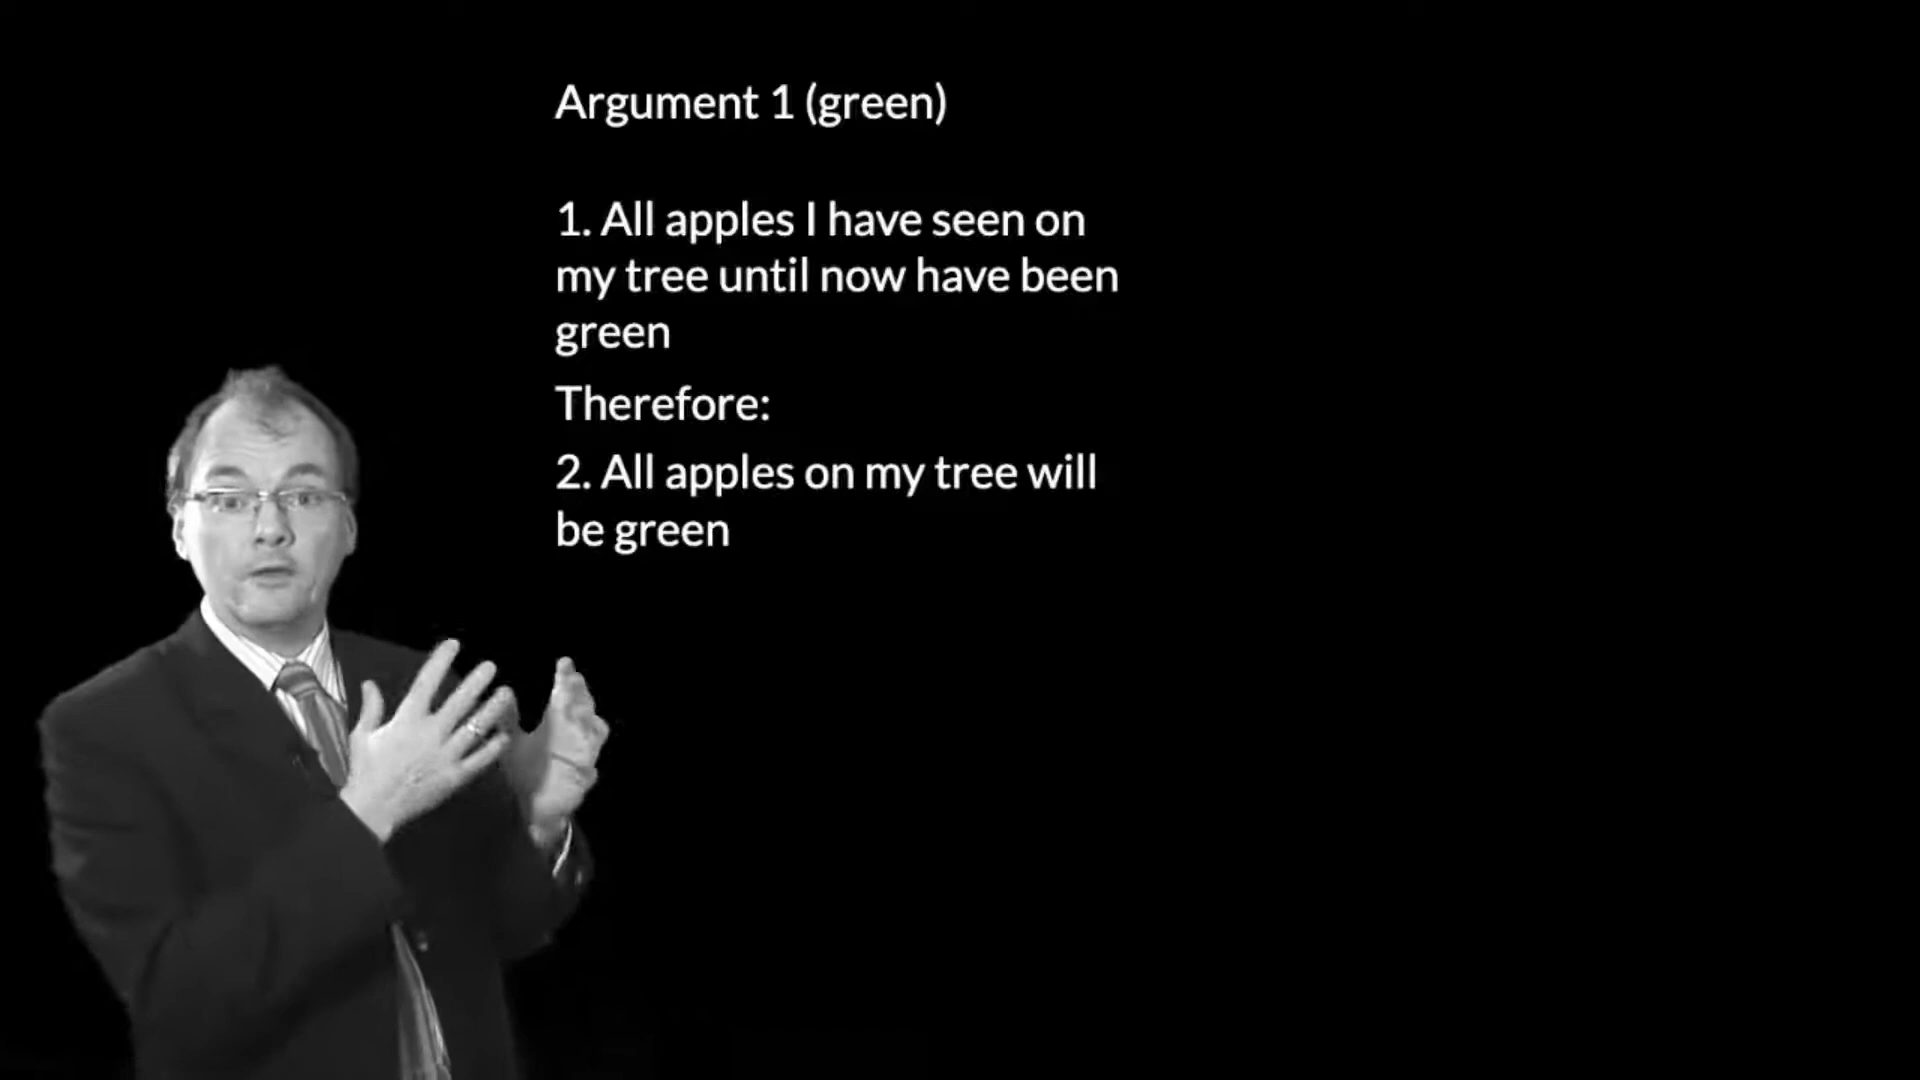 Argument 1 (green)
1. All apples I have seen on
my tree until now have been
green
Therefore:
2. All apples on my tree will
be green